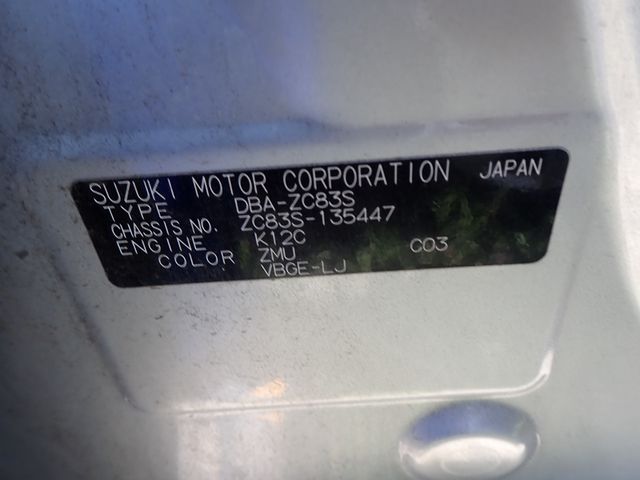 SUZUKI MOTOR CORPORATION JAPAN
TYPE DBA-ZC83S
CHASSIS NO. ZC83S-135447
ENGINE K12C
COLOR ZMU C03
VBGE-LJ